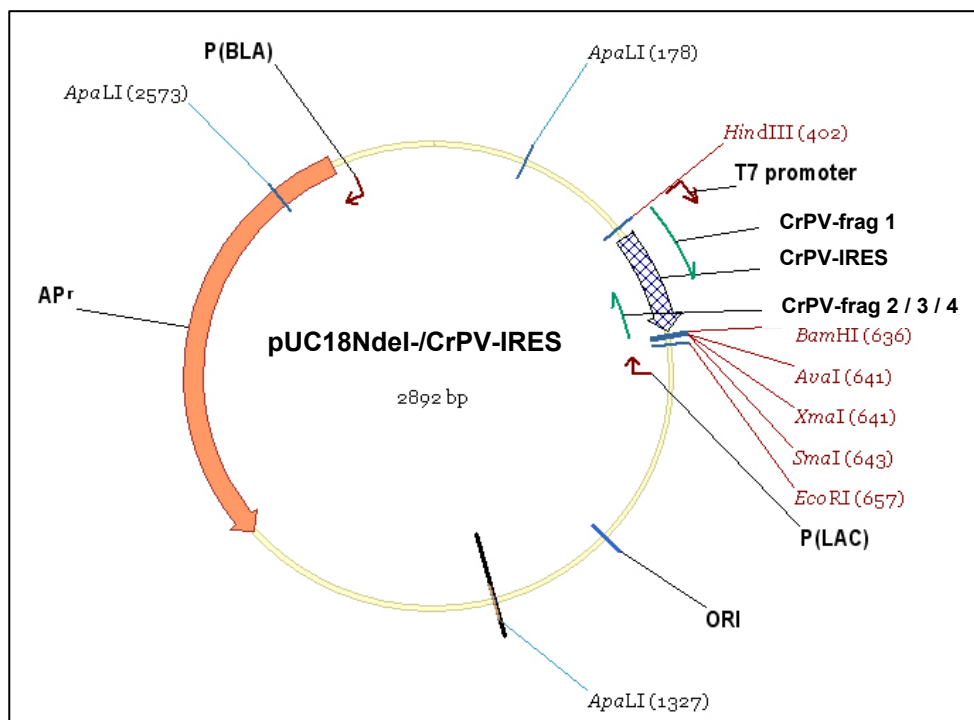 P(BLA)
ApaLI (178)
ApaLI (2573)
HindIII (402)
T7 promoter
CrPV-frag 1
CrPV-IRES
APr
CrPV-frag 2 / 3 / 4
pUC18NdeI-/CrPV-IRES
BamHI (636)
2892 bp
AvaI (641)
XmaI (641)
SmaI (643)
EcoRI (657)
P(LAC)
ORI
ApaLI (1327)